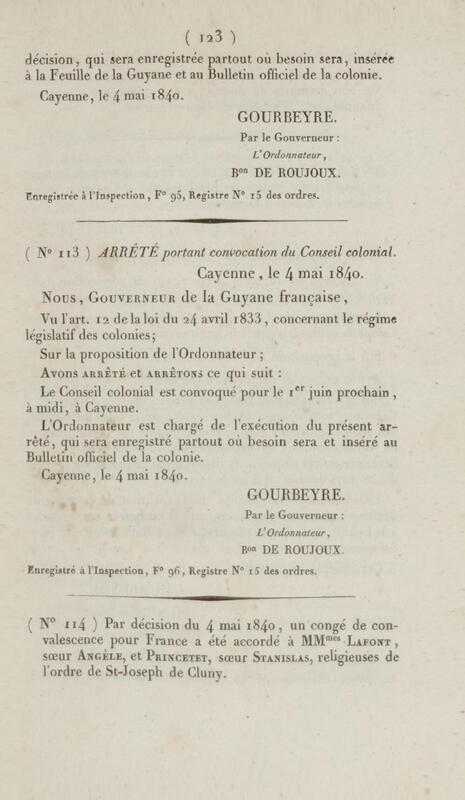 ( 123 )
décision, qui sera enregistrée partout où besoin sera, insérée
à la Feuille de la Guyane et au Bulletin officiel de la colonie.
Cayenne, le 4 mai 1840.
GOURBEYRE.
Par le Gouverneur :
L'Ordonnateur,
Bon DE ROUJOUX.
Enregistrée à l'Inspection, F° 95, Registre N° 15 des ordres.
( N° 113 ) ARRÊTÉ portant convocation du Conseil colonial.
Cayenne, le 4 mai 1840.
Nous, Gouverneur de la Guyane française,
Vu l'art. 12 de la loi du 24 avril 1833, concernant le régime
législatif des colonies;
Sur la proposition de l'Ordonnateur ;
Avons arrêté et arrêtons ce qui suit :
Le Conseil colonial est convoqué pour le 1er juin prochain,
à midi, à Cayenne.
L'Ordonnateur est chargé de l'exécution du présent ar-
rêté, qui sera enregistré partout où besoin sera et inséré au
Bulletin officiel de la colonie.
Cayenne, le 4 mai 1840.
GOURBEYRE.
Par le Gouverneur :
L'Ordonnateur,
Bon DE ROUJOUX.
Enregistré à l'Inspection, F° 96, Registre N° 15 des ordres.
( N° 114 ) Par décision du 4 mai 1840, un congé de con-
valescence pour France a été accordé à MMmes Lafont,
sœur Angèle, et Princetet, sœur Stanislas, religieuses de
l'ordre de St-Joseph de Cluny.